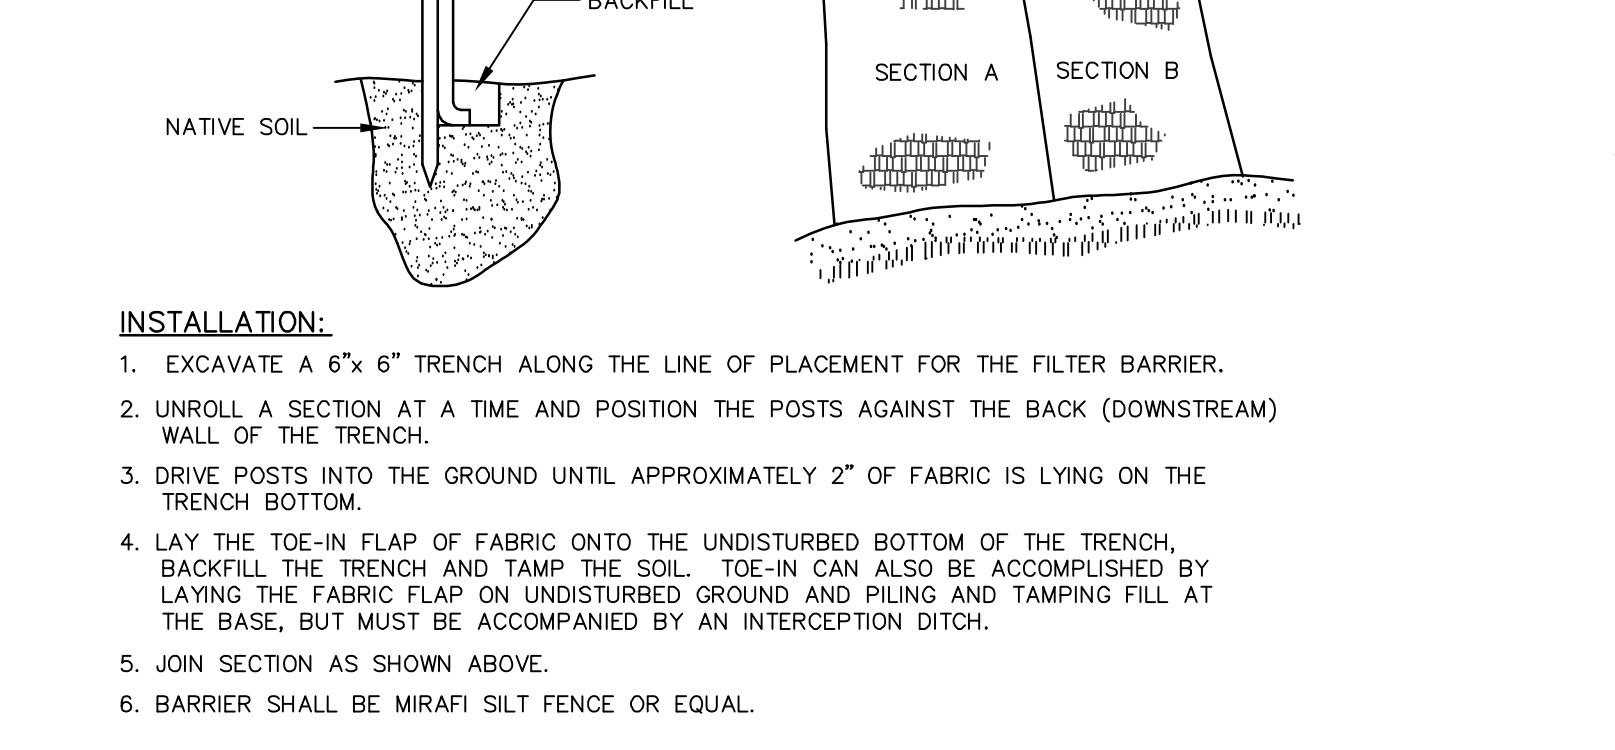 BACKFILL
SECTION A
SECTION B
NATIVE SOIL
INSTALLATION:
1. EXCAVATE A 6”x 6” TRENCH ALONG THE LINE OF PLACEMENT FOR THE FILTER BARRIER.
2. UNROLL A SECTION AT A TIME AND POSITION THE POSTS AGAINST THE BACK (DOWNSTREAM)
WALL OF THE TRENCH.
3. DRIVE POSTS INTO THE GROUND UNTIL APPROXIMATELY 2” OF FABRIC IS LYING ON THE
TRENCH BOTTOM.
4. LAY THE TOE-IN FLAP OF FABRIC ONTO THE UNDISTURBED BOTTOM OF THE TRENCH,
BACKFILL THE TRENCH AND TAMP THE SOIL. TOE-IN CAN ALSO BE ACCOMPLISHED BY
LAYING THE FABRIC FLAP ON UNDISTURBED GROUND AND PILING AND TAMPING FILL AT
THE BASE, BUT MUST BE ACCOMPANIED BY AN INTERCEPTION DITCH.
5. JOIN SECTION AS SHOWN ABOVE.
6. BARRIER SHALL BE MIRAFI SILT FENCE OR EQUAL.